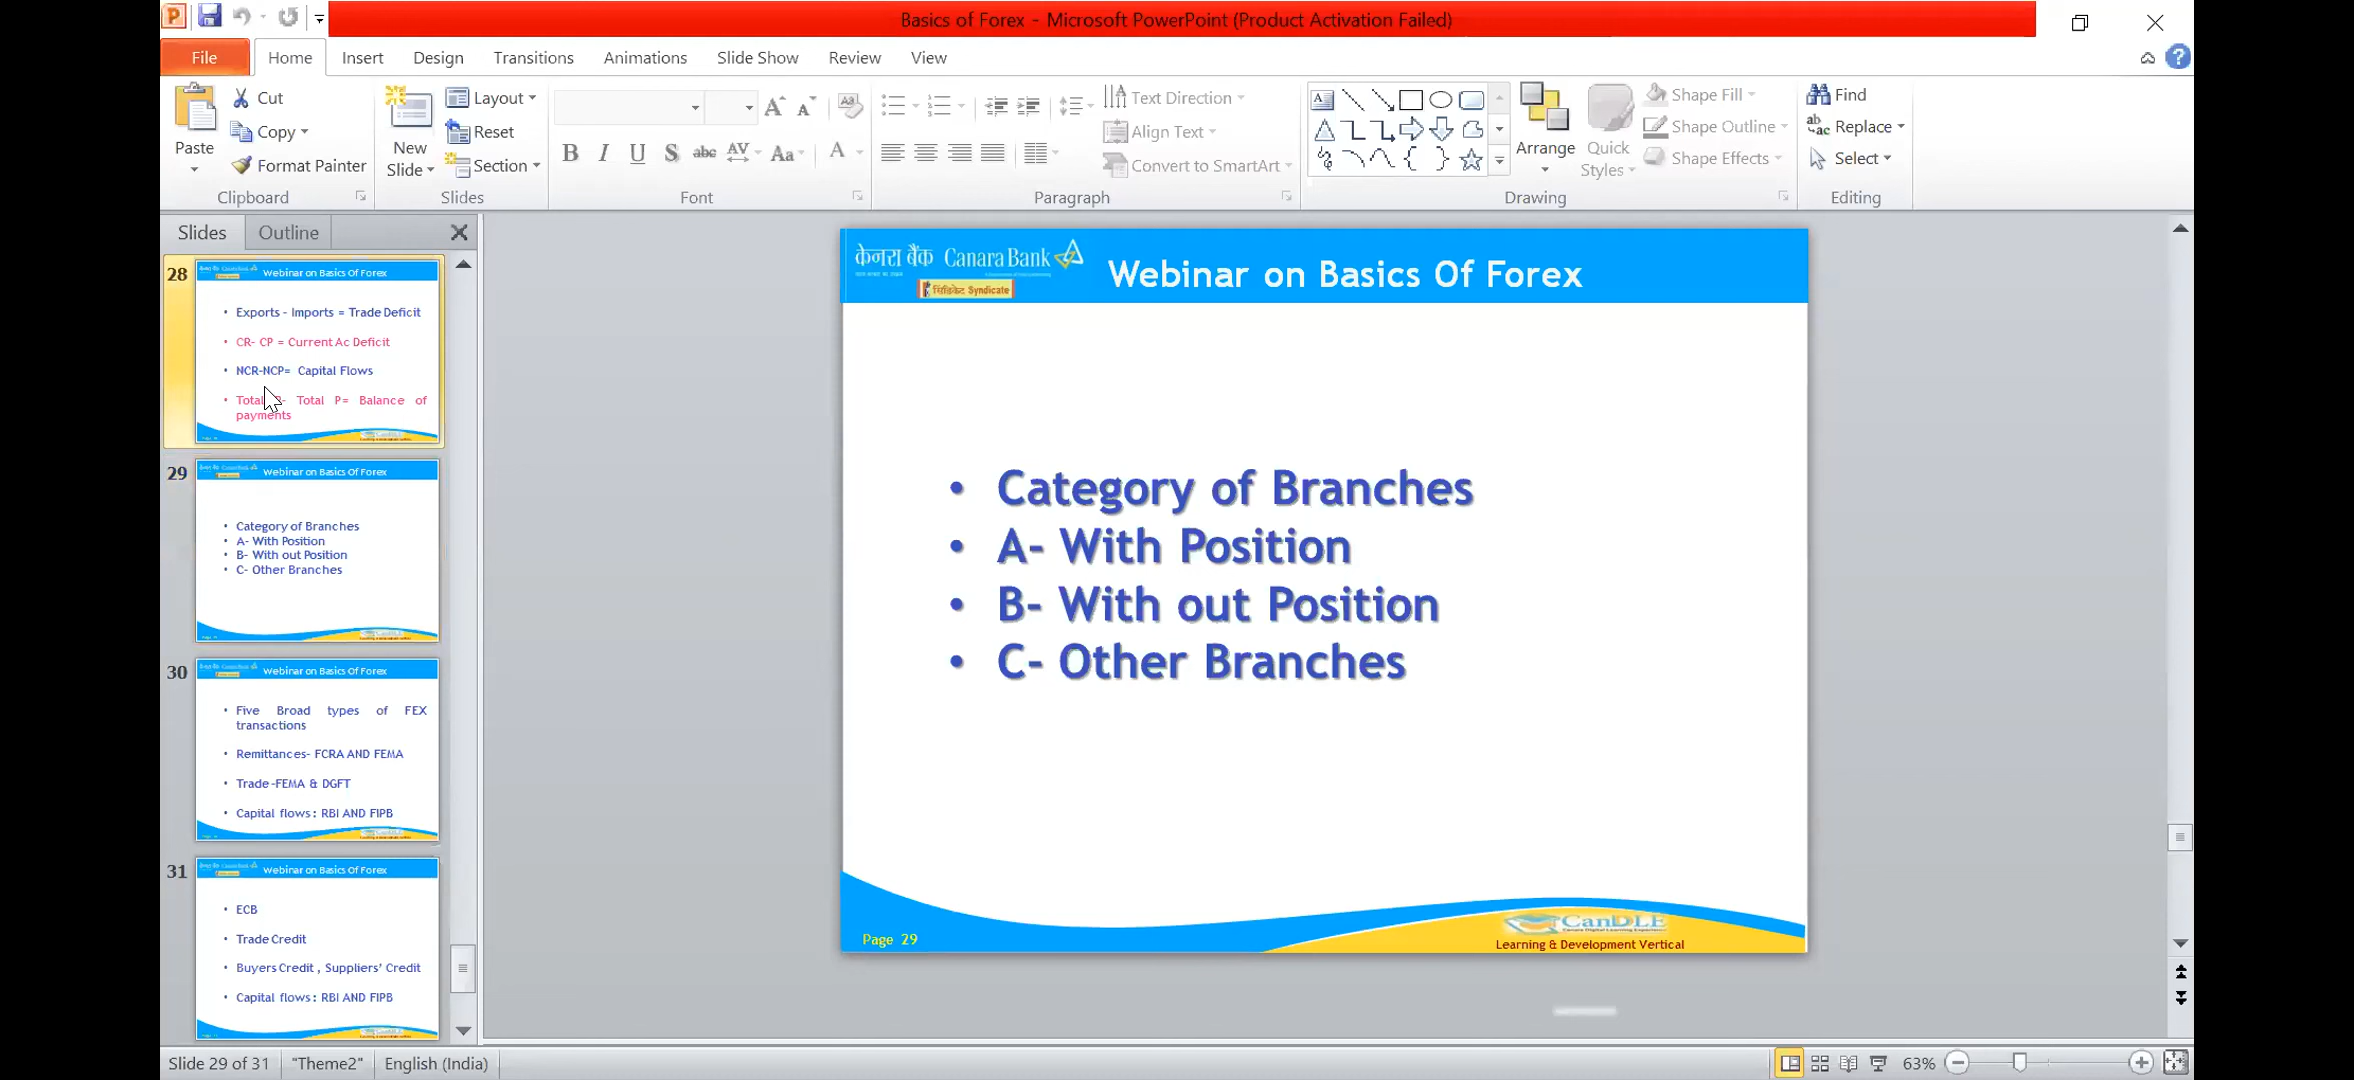 Basics of Forex - Microsoft PowerPoint (Product Activation Failed)
File Home Insert Design Transitions Animations Slide Show Review View
Paste
Cut
Copy
Format Painter
Clipboard
New Slide
Layout
Reset
Section
Slides
Font
Text Direction
Align Text
Convert to SmartArt
Paragraph
Arrange
Quick Styles
Shape Fill
Shape Outline
Shape Effects
Drawing
Find
Replace
Select
Editing
Slides Outline
28
Webinar on Basics Of Forex
• Exports - Imports = Trade Deficit
• CR- CP = Current Ac Deficit
• NCR-NCP= Capital Flows
• Total R- Total P= Balance of
payments
29
Webinar on Basics Of Forex
• Category of Branches
• A- With Position
• B- With out Position
• C- Other Branches
30
Webinar on Basics Of Forex
• Five Broad types of FEX
transactions
• Remittances- FCRA AND FEMA
• Trade -FEMA & DGFT
• Capital flows : RBI AND FIPB
31
Webinar on Basics Of Forex
• ECB
• Trade Credit
• Buyers Credit , Suppliers' Credit
• Capital flows : RBI AND FIPB
केनरा बैंक Canara Bank
सिंडिकेट Syndicate
Webinar on Basics Of Forex
• Category of Branches
• A- With Position
• B- With out Position
• C- Other Branches
Page 29
CanDLE
Learning & Development Vertical
Slide 29 of 31 "Theme2" English (India) 63%